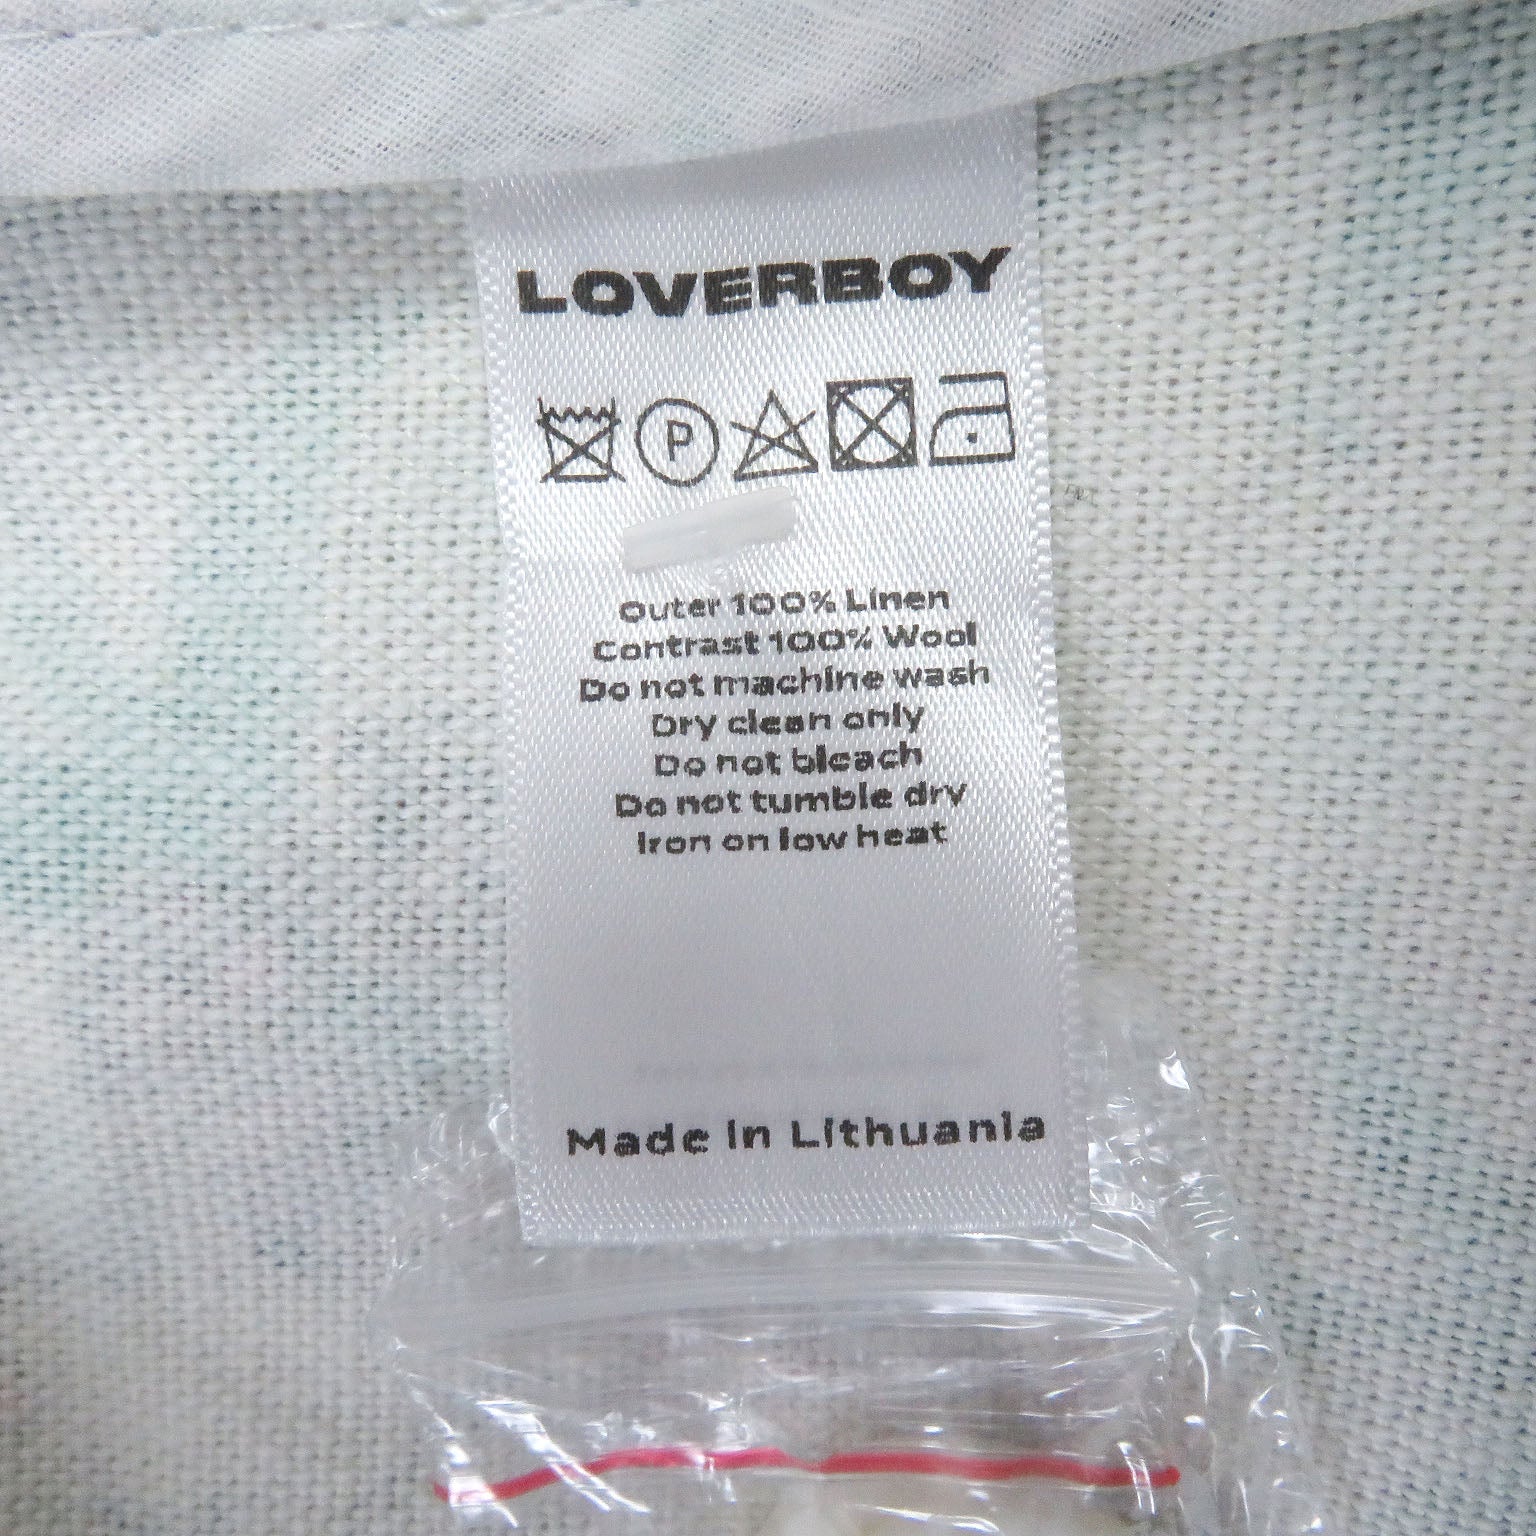 LOVERBOY
P
Outer 100% Linen
Contrast 100% Wool
Do not machine wash
Dry clean only
Do not bleach
Do not tumble dry
Iron on low heat
Made in Lithuania